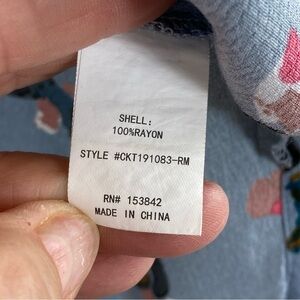 SHELL:
100%RAYON
STYLE #CKT191083-RM
RN# 153842
MADE IN CHINA